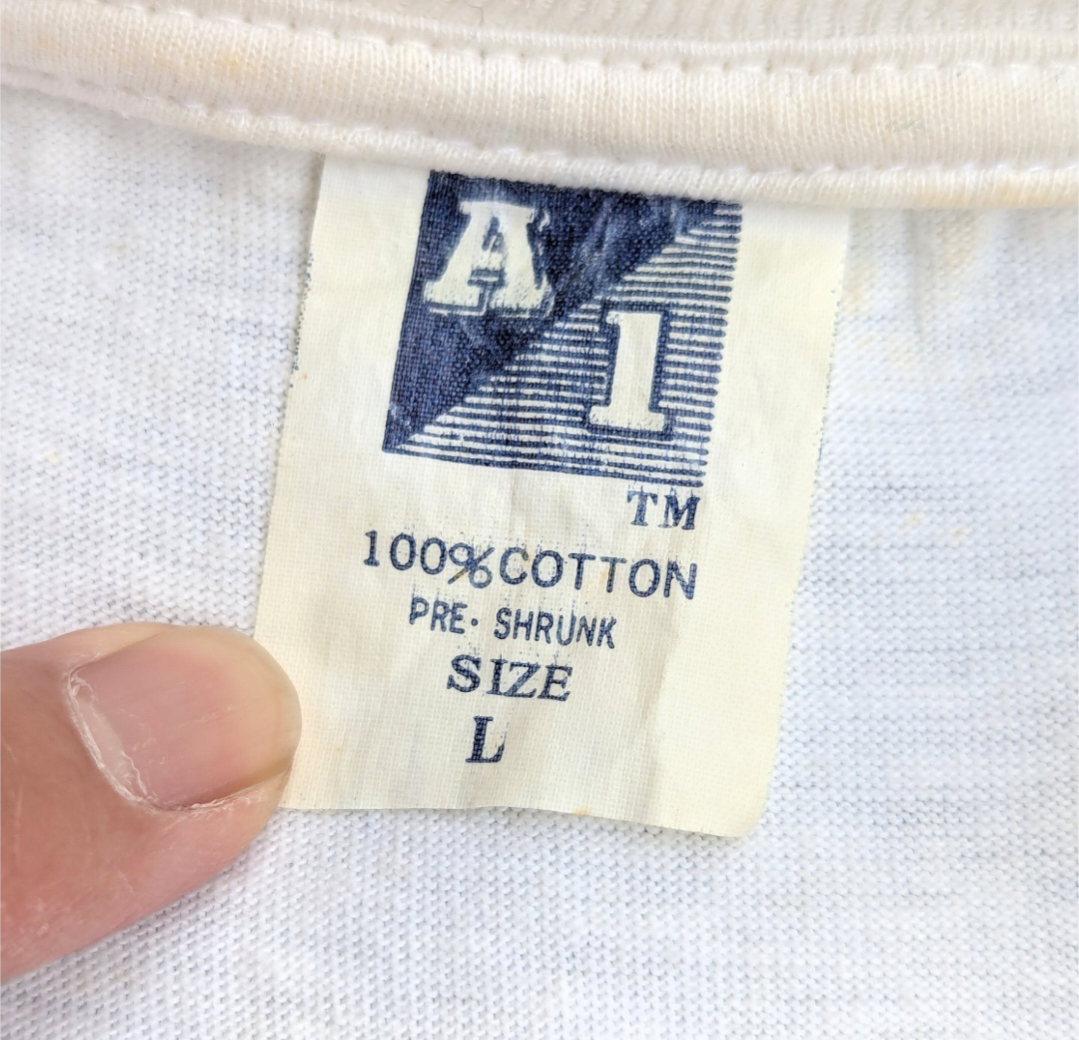 A
1
TM
100% COTTON
PRE. SHRUNK
SIZE
L